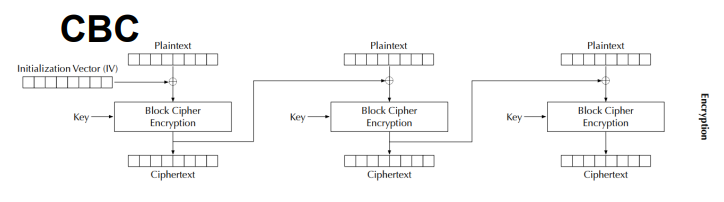 CBC
Plaintext
Plaintext
Plaintext
Initialization Vector (IV)
Key
Block Cipher
Encryption
Key
Block Cipher
Encryption
Key
Block Cipher
Encryption
Ciphertext
Ciphertext
Ciphertext
Encryption